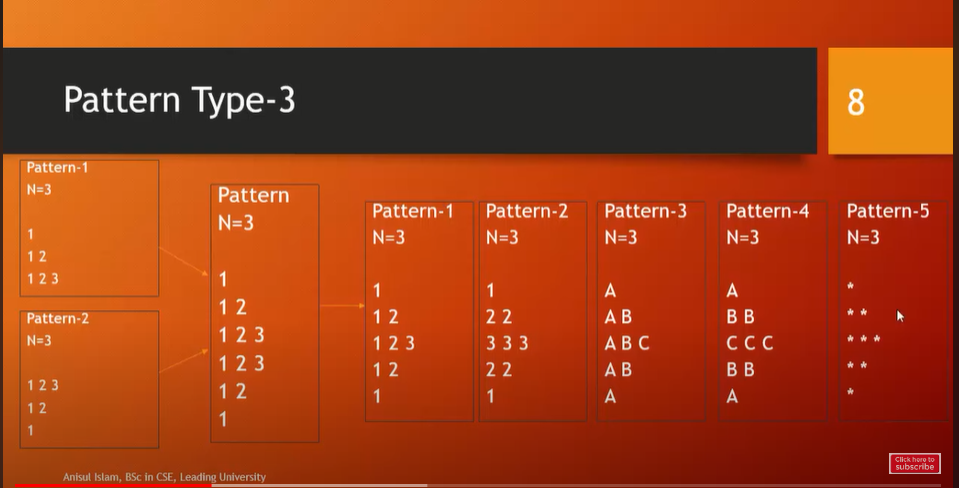 Pattern Type-3
8
Pattern-1
N=3
1
1 2
1 2 3
Pattern-2
N=3
1 2 3
1 2
1
Pattern
N=3
1
1 2
1 2 3
1 2 3
1 2
1
Pattern-1
N=3
1
1 2
1 2 3
1 2
1
Pattern-2
N=3
1
2 2
3 3 3
2 2
1
Pattern-3
N=3
A
A B
A B C
A B
A
Pattern-4
N=3
A
B B
C C C
B B
A
Pattern-5
N=3
*
* *
* * *
* *
*
Anisul Islam, BSc in CSE, Leading University
Click here to
subscribe